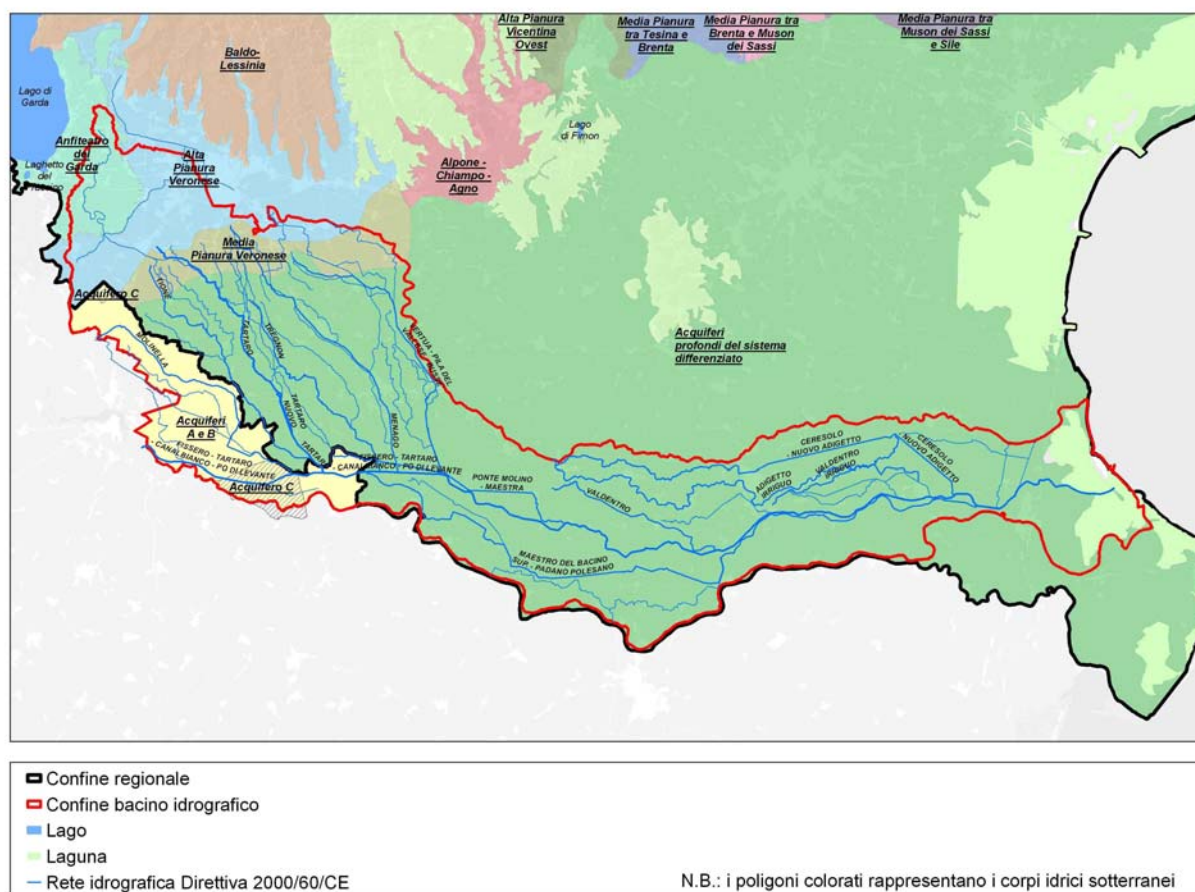 Alta Pianura
Vicentina
Ovest
Media Pianura
tra Tesina e
Brenta
Media Pianura tra
Brenta e Muson
dei Sassi
Media Pianura tra
Muson dei Sassi
e Sile
Baldo-
Lessinia
Lago di
Garda
Lago
di Fimon
Anfiteatro
del
Garda
Laghetto
del
Alta
Pianura
Veronese
Alpone -
Chiampo -
Agno
Media
Pianura Veronese
Acquifero C
TIONE
MOLINELLA
TARTARO
TREGNON
TARTARO
NUOVO
TARTARO
MENAGO
Acquiferi
profondi del sistema
differenziato
Acquiferi
A e B
FISSERO - TARTARO
- CANALBIANCO - PO DI LEVANTE
FISSERO - TARTARO
- CANALBIANCO - PO DI LEVANTE
Acquifero C
PONTE MOLINO
- MAESTRA
CERESOLO
- NUOVO ADIGETTO
CERESOLO
NUOVO ADIGETTO
VALDENTRO
ADIGETTO
IRRIGUO
VALDENTRO
IRRIGUO
MAESTRO DEL BACINO
SUP. - PADANO POLESANO
Confine regionale
Confine bacino idrografico
Lago
Laguna
Rete idrografica Direttiva 2000/60/CE
N.B.: i poligoni colorati rappresentano i corpi idrici sotterranei